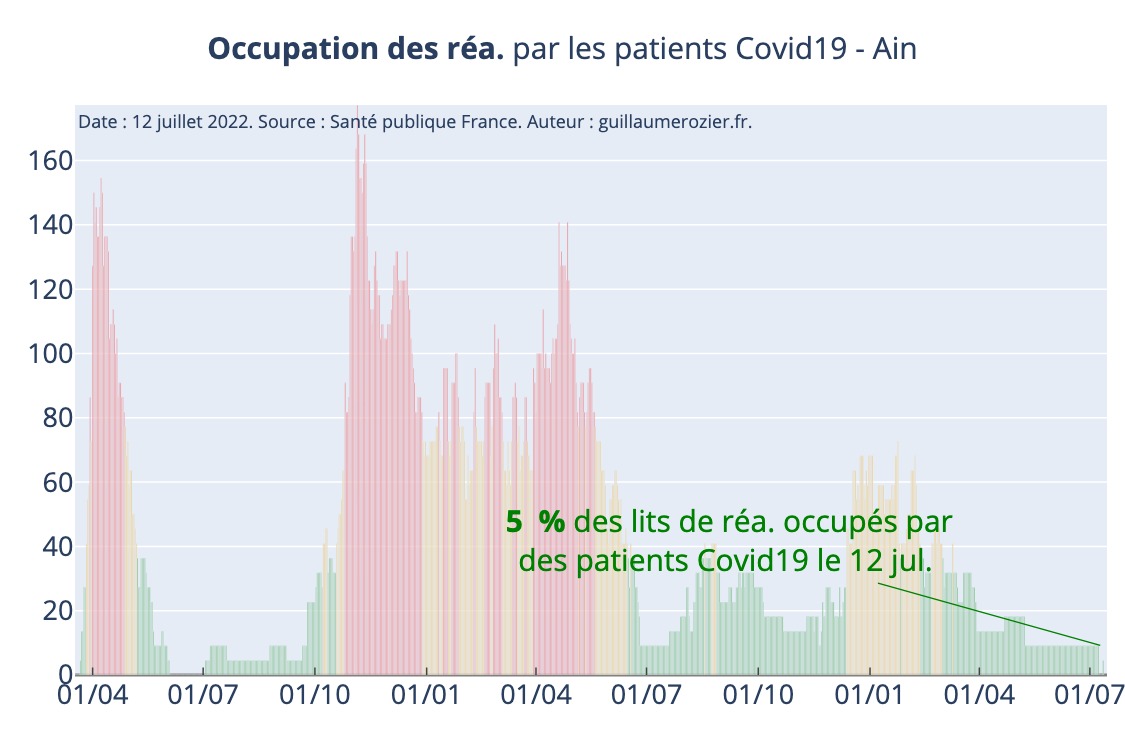 Occupation des réa. par les patients Covid19 - Ain
Date : 12 juillet 2022. Source : Santé publique France. Auteur : guillaumerozier.fr.
160
140
120
100
80
60
40
20
0
5 % des lits de réa. occupés par
des patients Covid19 le 12 jul.
01/04 01/07 01/10 01/01 01/04 01/07 01/10 01/01 01/04 01/07